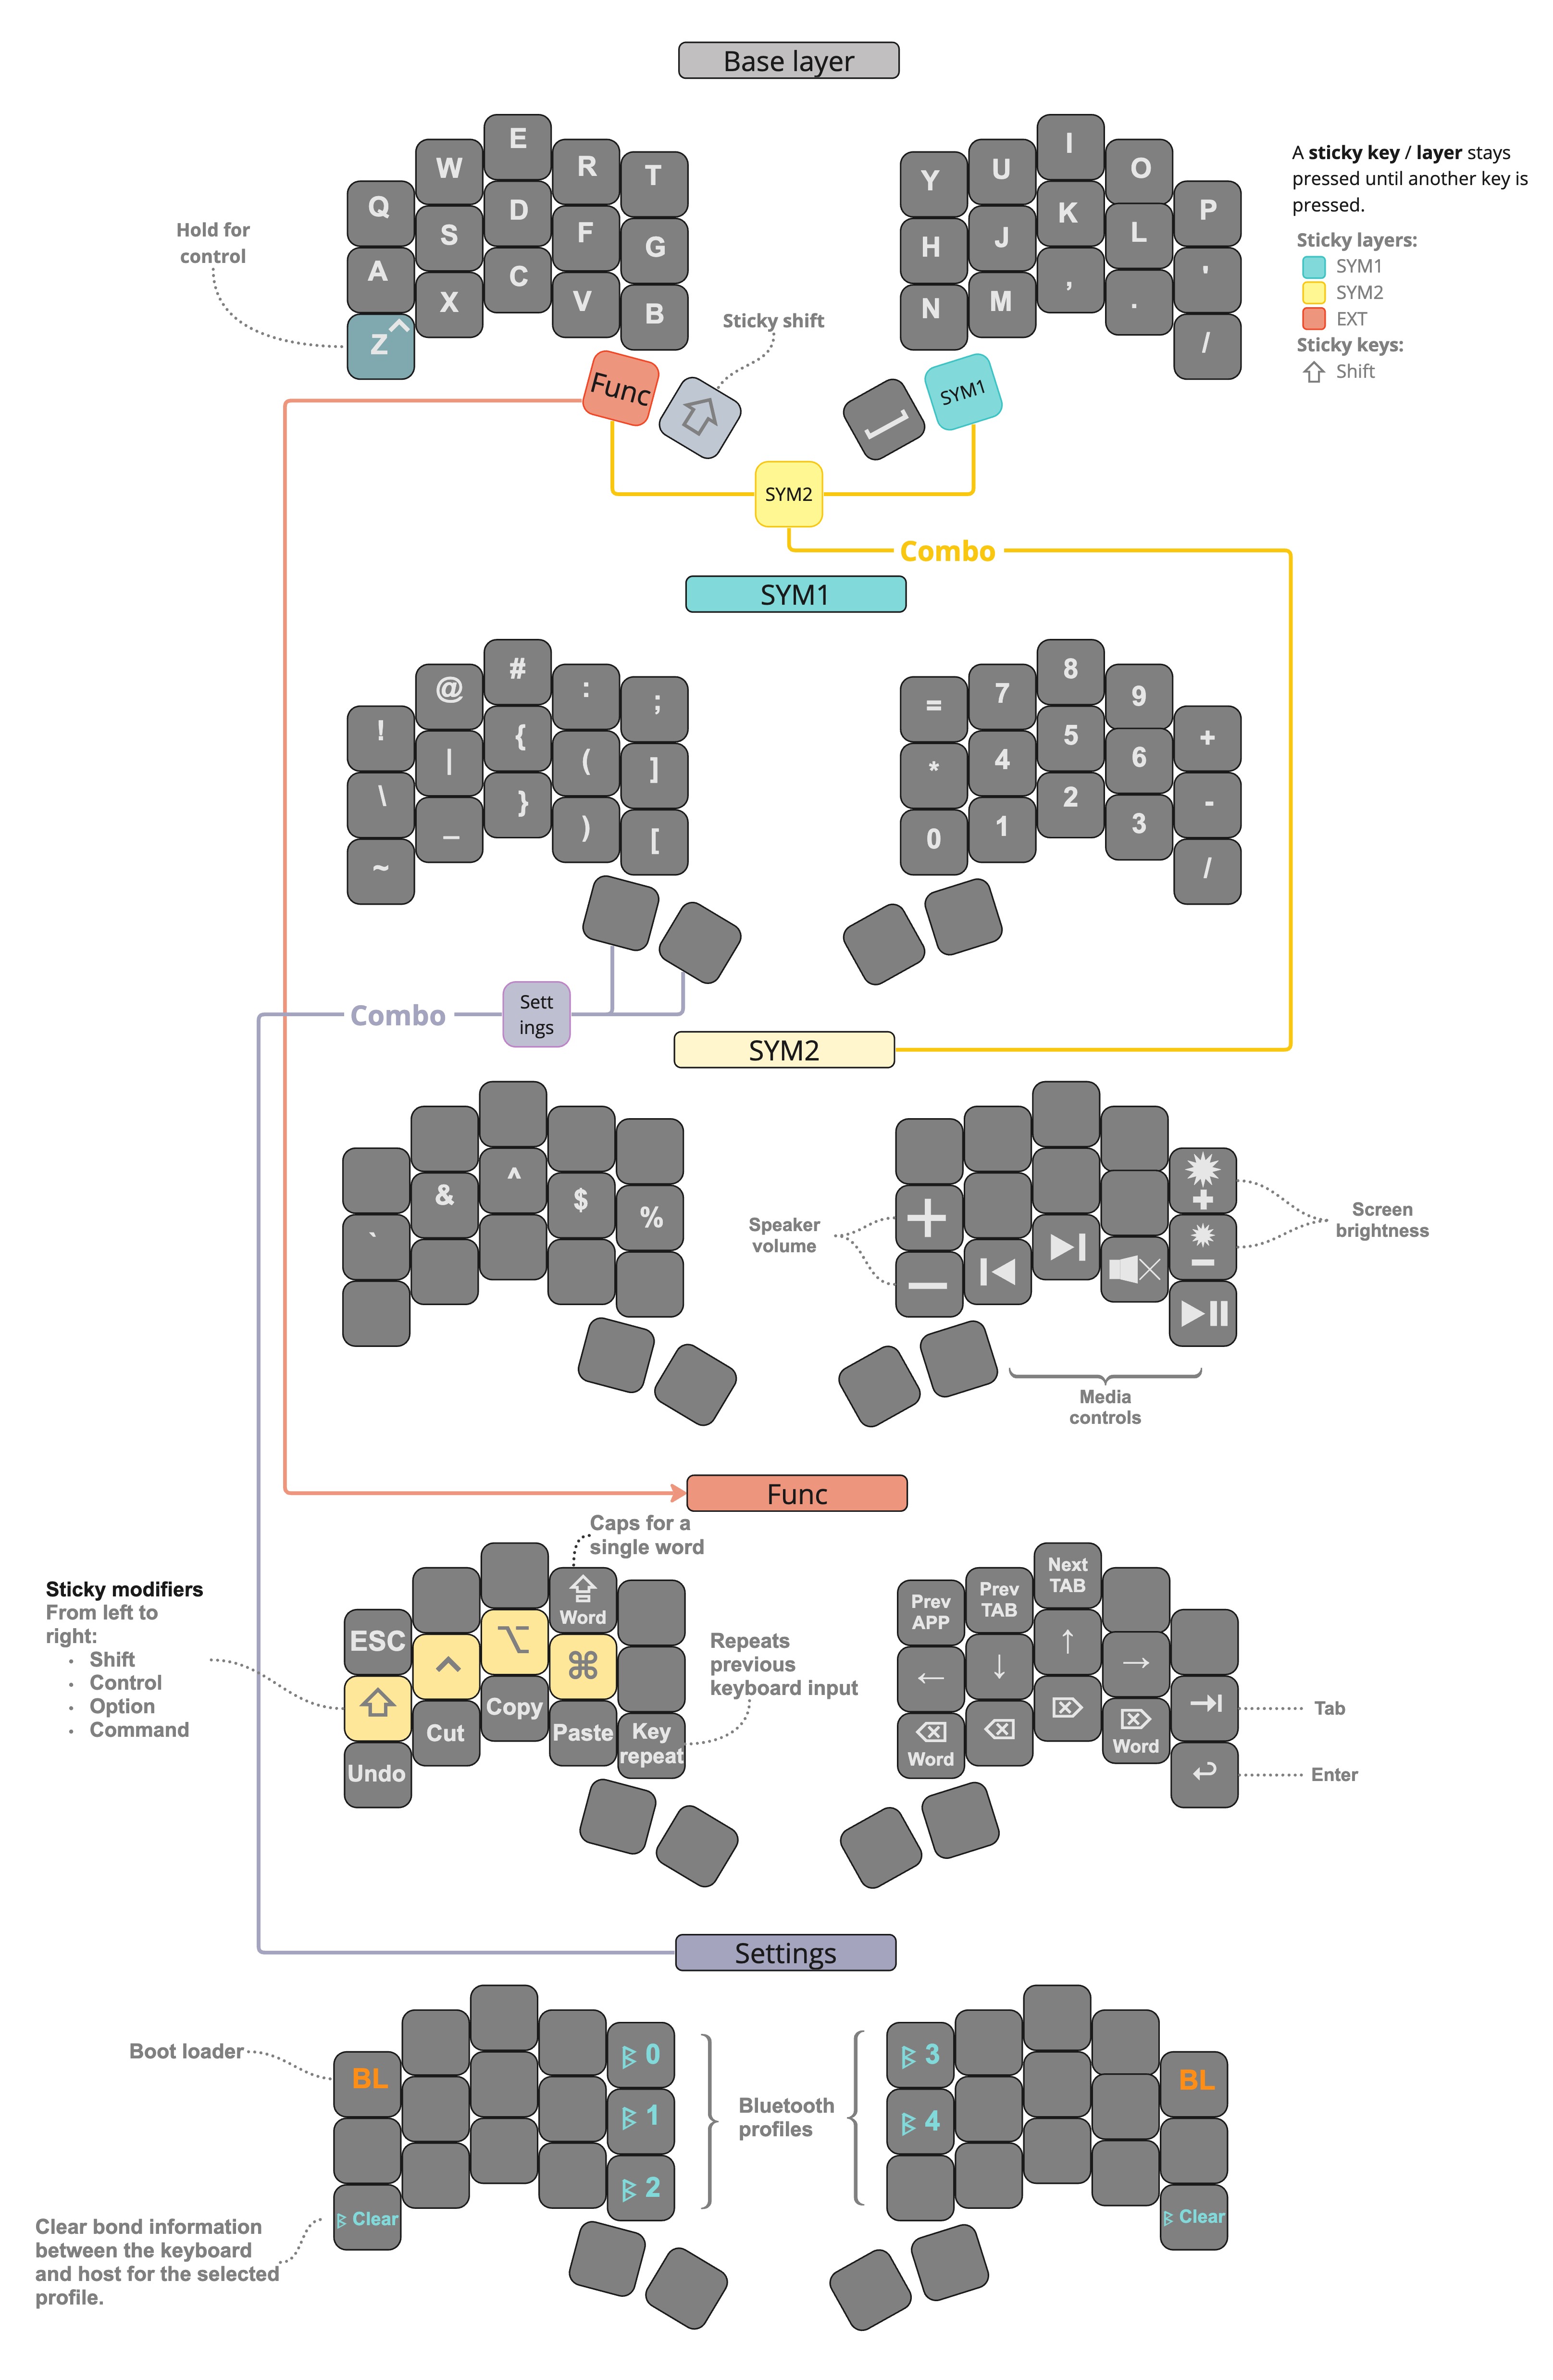 Base layer
E
I
W
R
T
Y
U
O
Q
D
K
P
S
F
G
H
J
L
A
C
,
'
X
V
B
N
M
.
Z ^
/
Hold for
control
Sticky shift
Func
SYM1
A sticky key / layer stays
pressed until another key is
pressed.
Sticky layers:
SYM1
SYM2
EXT
Sticky keys:
Shift
SYM2
Combo
SYM1
#
8
@
:
;
=
7
9
!
{
5
+
|
(
]
*
4
6
\
}
2
-
_
)
[
0
1
3
~
/
Combo
Sett
ings
SYM2
^
&
$
%
+
+
`
−
−
Speaker
volume
Screen
brightness
Media
controls
Func
Caps for a
single word
Sticky modifiers
From left to
right:
• Shift
• Control
• Option
• Command
ESC
Word
⌥
^
⌘
Copy
Cut
Paste
Key
repeat
Undo
Repeats
previous
keyboard input
Next
TAB
Prev
TAB
Prev
APP
↑
←
↓
→
Word
Word
Tab
Enter
Settings
Boot loader
BL
0
1
2
Clear
Bluetooth
profiles
3
4
BL
Clear
Clear bond information
between the keyboard
and host for the selected
profile.